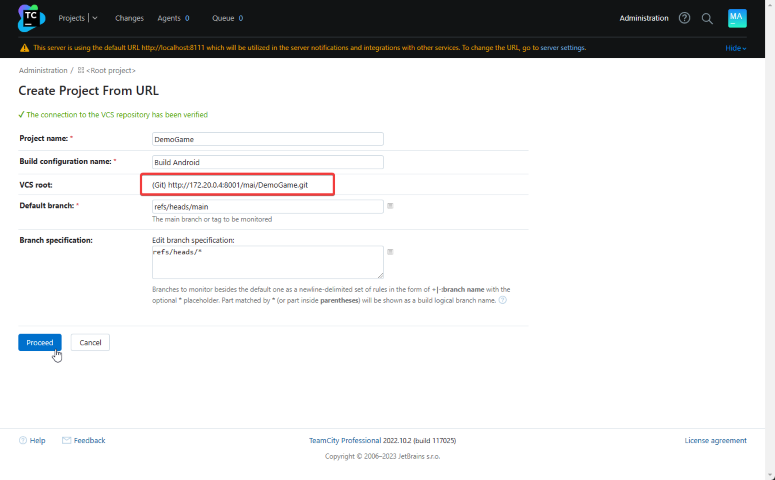 TC
Projects
Changes
Agents 0
Queue 0
Administration
MA
This server is using the default URL http://localhost:8111 which will be utilized in the server notifications and integrations with other services. To change the URL, go to server settings.
Hide
Administration / <Root project>
Create Project From URL
The connection to the VCS repository has been verified
Project name: * DemoGame
Build configuration name: * Build Android
VCS root: (Git) http://172.20.0.4:8001/mai/DemoGame.git
Default branch: * refs/heads/main
The main branch or tag to be monitored
Branch specification: Edit branch specification:
refs/heads/*
Branches to monitor besides the default one as a newline-delimited set of rules in the form of +|-:branch name with the
optional * placeholder. Part matched by * (or part inside parentheses) will be shown as a build logical branch name. ?
Proceed Cancel
? Help Feedback TeamCity Professional 2022.10.2 (build 117025) License agreement
Copyright © 2006–2023 JetBrains s.r.o.